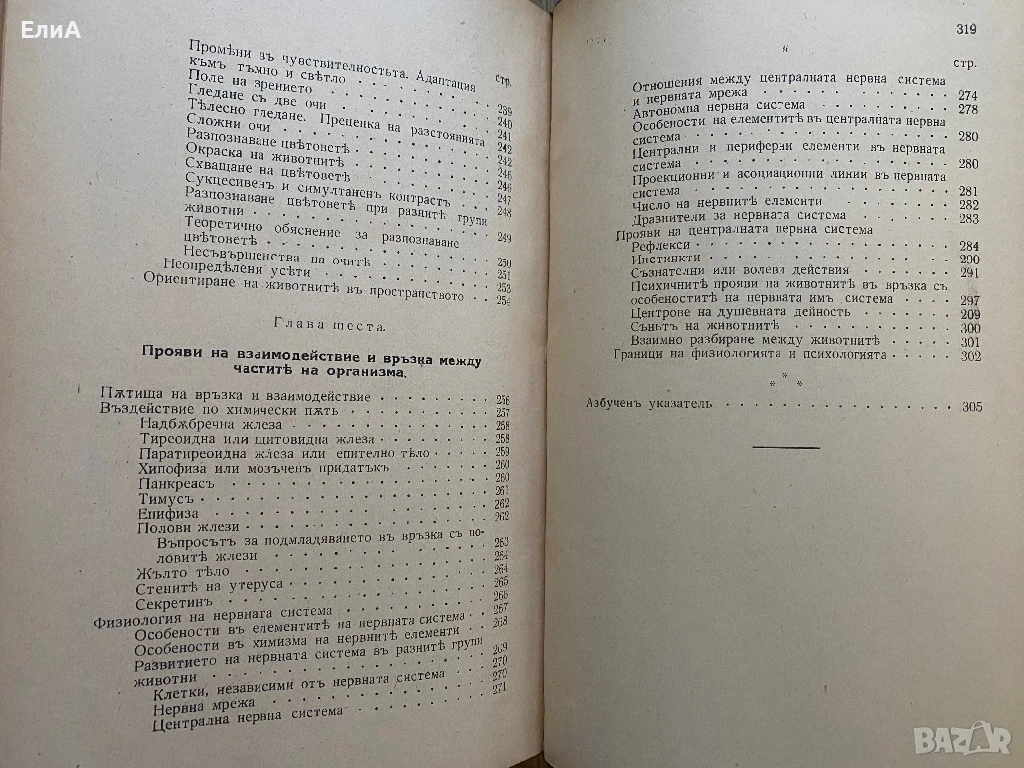 ЕлиА
стр.
Промѣни въ чувствителностьта. Адаптация
къмъ тъмно и свѣтло . . . . . . 239
Поле на зрението . . . . . . 240
Гледане съ две очи . . . . . . 241
Тѣлесно гледане. Преценка на разстоянията 242
Сложни очи . . . . . . 242
Разпознаване цвѣтоветѣ . . . . . . 246
Окраска на животнитѣ . . . . . . 246
Схващане на цвѣтоветѣ . . . . . . 247
Сукцесивенъ и симултаненъ контрастъ . . . 248
Разпознаване цвѣтоветѣ при разнитѣ групи
животни . . . . . . 249
Теоретично обяснение за разпознаване
цвѣтоветѣ . . . . . . 250
Несъвършенства на очитѣ . . . . . . 251
Неопредѣлени усѣти . . . . . . 253
Ориентиране на животнитѣ въ пространството . 254
Глава шеста.
Прояви на взаимодействие и връзка между
частитѣ на организма.
Пѫтища на връзка и взаимодействие . . . . . . 256
Въздействие по химически пѫть . . . . . . 257
Надбѫбречна жлеза . . . . . . 258
Тиреоидна или щитовидна жлеза . . . . . . 258
Паратиреоидна жлеза или епително тѣло . . . 259
Хипофиза или мозъченъ придатъкъ . . . . . . 260
Панкреасъ . . . . . . 260
Тимусъ . . . . . . 261
Епифиза . . . . . . 262
Полови жлези . . . . . . 262
Въпросътъ за подмладяването въ връзка съ по-
ловитѣ жлези . . . . . . 263
Жълто тѣло . . . . . . 264
Стенитѣ на утеруса . . . . . . 264
Секретинъ . . . . . . 265
Физиология на нервната система . . . . . . 266
Особености въ елементитѣ на нервната система . 267
Особености въ химизма на нервнитѣ елементи . . 268
Развитието на нервната система въ разнитѣ групи
животни . . . . . . 269
Клетки, независими отъ нервната система . . . 270
Нервна мрежа . . . . . . 270
Централна нервна система . . . . . . 271
319
стр.
Отношения между централната нервна система
и нервната мрежа . . . . . . 274
Автономна нервна система . . . . . . 278
Особености на елементитѣ въ централната нервна
система . . . . . . 280
Централни и периферни елементи въ нервната
система . . . . . . 280
Проекционни и асоциационни линии въ нервната
система . . . . . . 281
Число на нервнитѣ елементи . . . . . . 282
Дразнители за нервната система . . . . . . 283
Прояви на централната нервна система
Рефлекси . . . . . . 284
Инстинкти . . . . . . 290
Съзнателни или волеви действия . . . . . . 291
Психичнитѣ прояви на животнитѣ въ връзка съ
особеноститѣ на нервната имъ система . . . 297
Центрове на душевната дейность . . . . . . 209
Съньтъ на животнитѣ . . . . . . 300
Взаимно разбиране между животнитѣ . . . . . . 301
Граници на физиологията и психологията . . . . . . 302
* * *
Азбученъ указатель . . . . . . 305
BAZAR